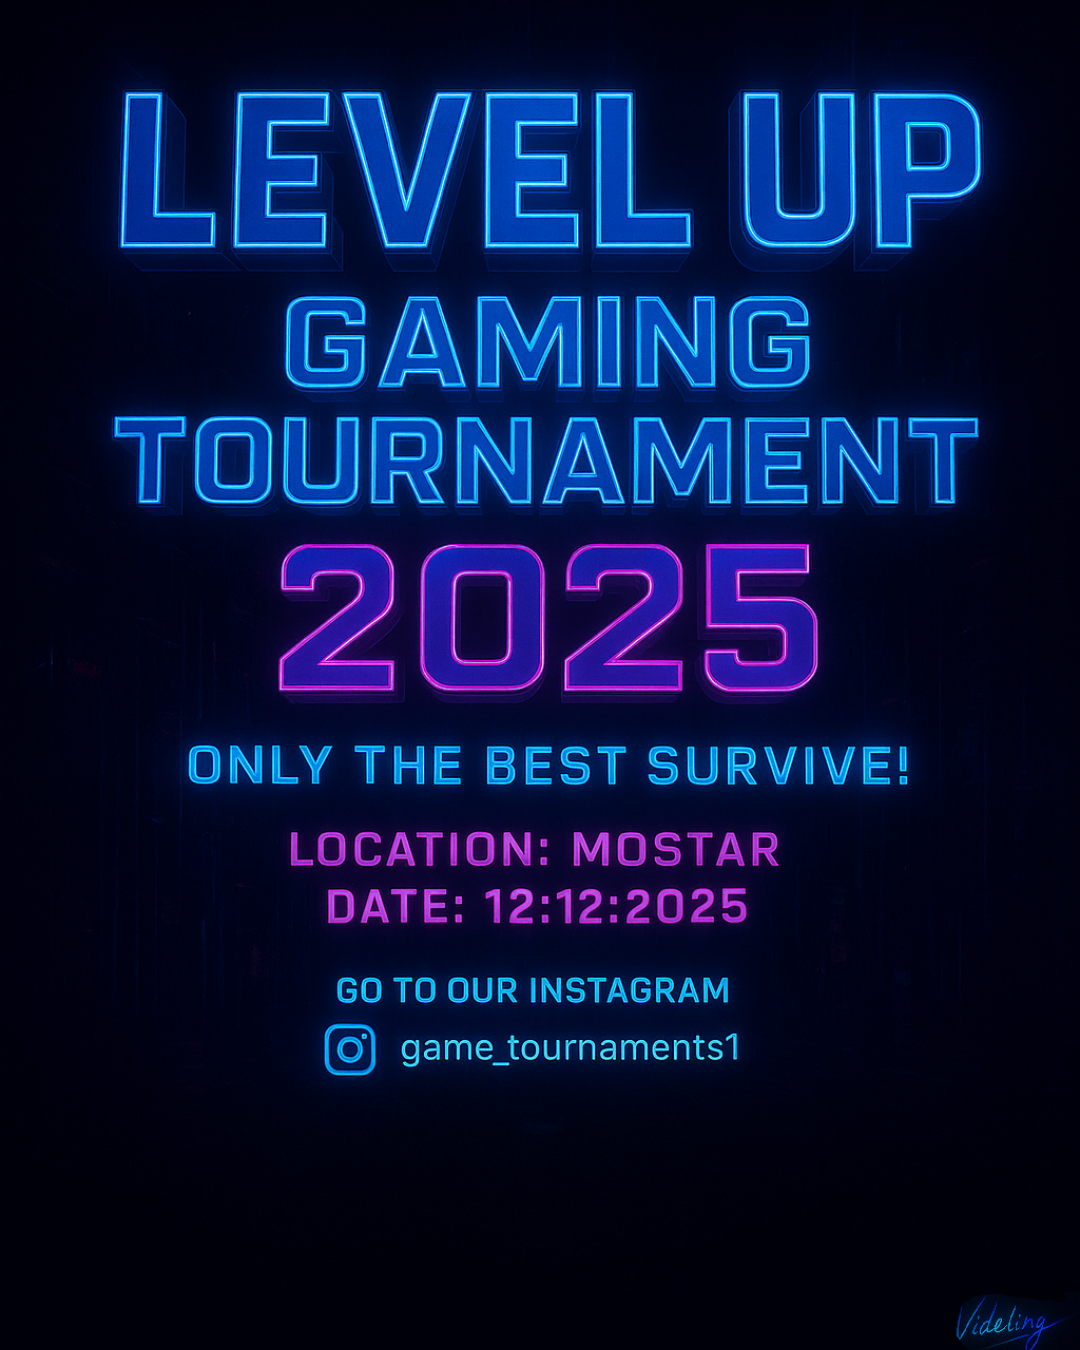 LEVEL UP
GAMING
TOURNAMENT
2025
ONLY THE BEST SURVIVE!
LOCATION: MOSTAR
DATE: 12:12:2025
GO TO OUR INSTAGRAM
game_tournaments1
Videling